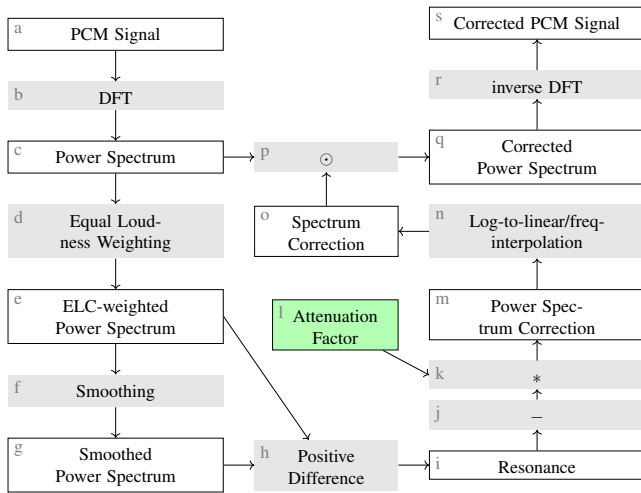 a
PCM Signal
b
DFT
c
Power Spectrum
d
Equal Loud-
ness Weighting
e
ELC-weighted
Power Spectrum
f
Smoothing
g
Smoothed
Power Spectrum
h
Positive
Difference
i
Resonance
j
−
k
∗
l
Attenuation
Factor
m
Power Spec-
trum Correction
n
Log-to-linear/freq-
interpolation
o
Spectrum
Correction
p
⊙
q
Corrected
Power Spectrum
r
inverse DFT
s
Corrected PCM Signal